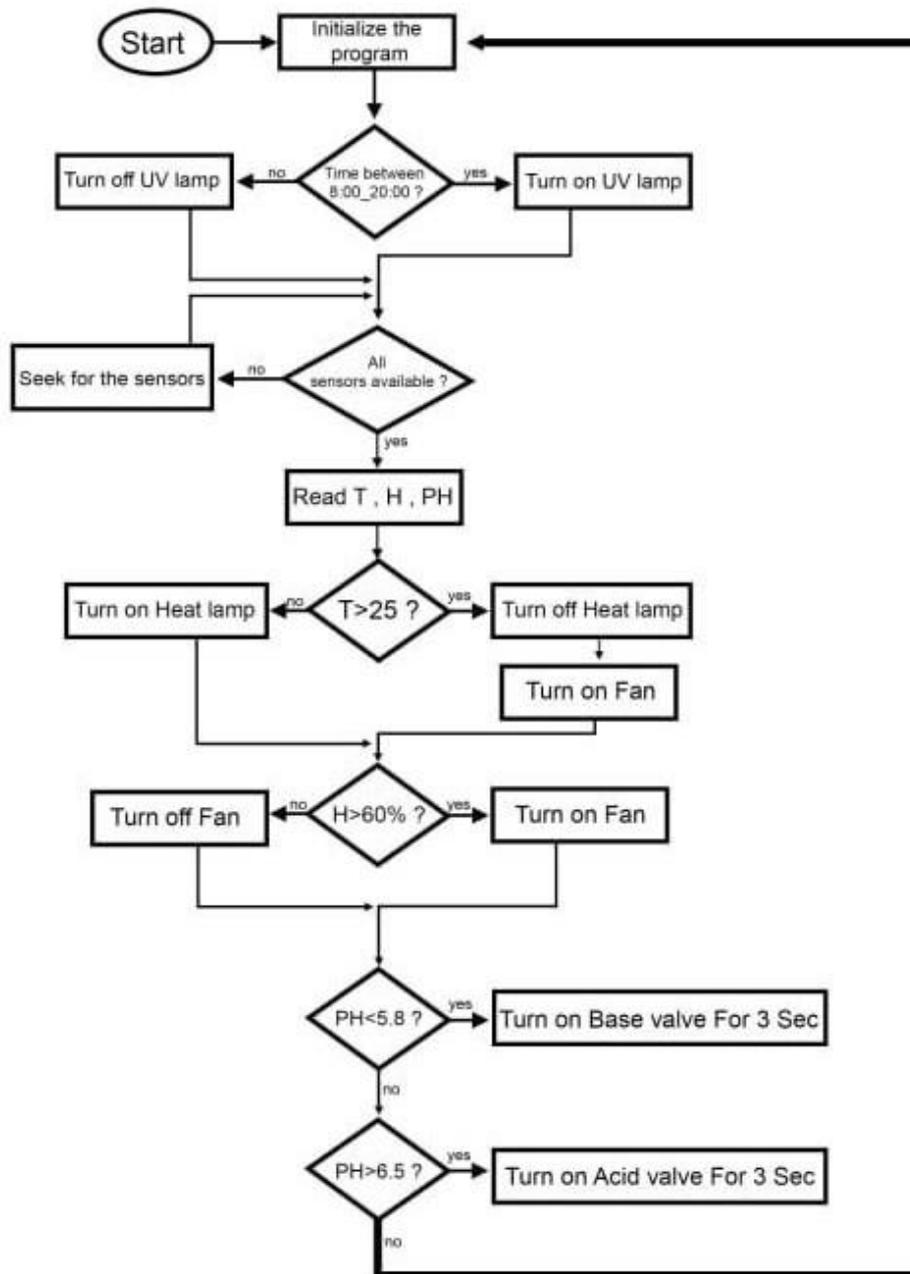 Start
Initialize the
program
Time between
8:00_20:00 ?
no
yes
Turn off UV lamp
Turn on UV lamp
All
sensors available ?
no
Seek for the sensors
yes
Read T , H , PH
T>25 ?
no
yes
Turn on Heat lamp
Turn off Heat lamp
Turn on Fan
H>60% ?
no
yes
Turn off Fan
Turn on Fan
PH<5.8 ?
yes
Turn on Base valve For 3 Sec
no
PH>6.5 ?
yes
Turn on Acid valve For 3 Sec
no